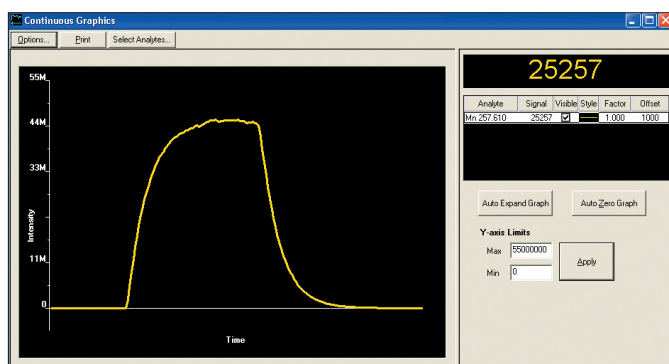 Continuous Graphics
Options... Print Select Analytes...
55M
44M
33M
11M
0
Intensity
Time
25257
Analyte Signal Visible Style Factor Offset
Mn 257.610 25257 1.000 1000
Auto Expand Graph Auto Zero Graph
Y-axis Limits
Max 55000000
Min 0
Apply